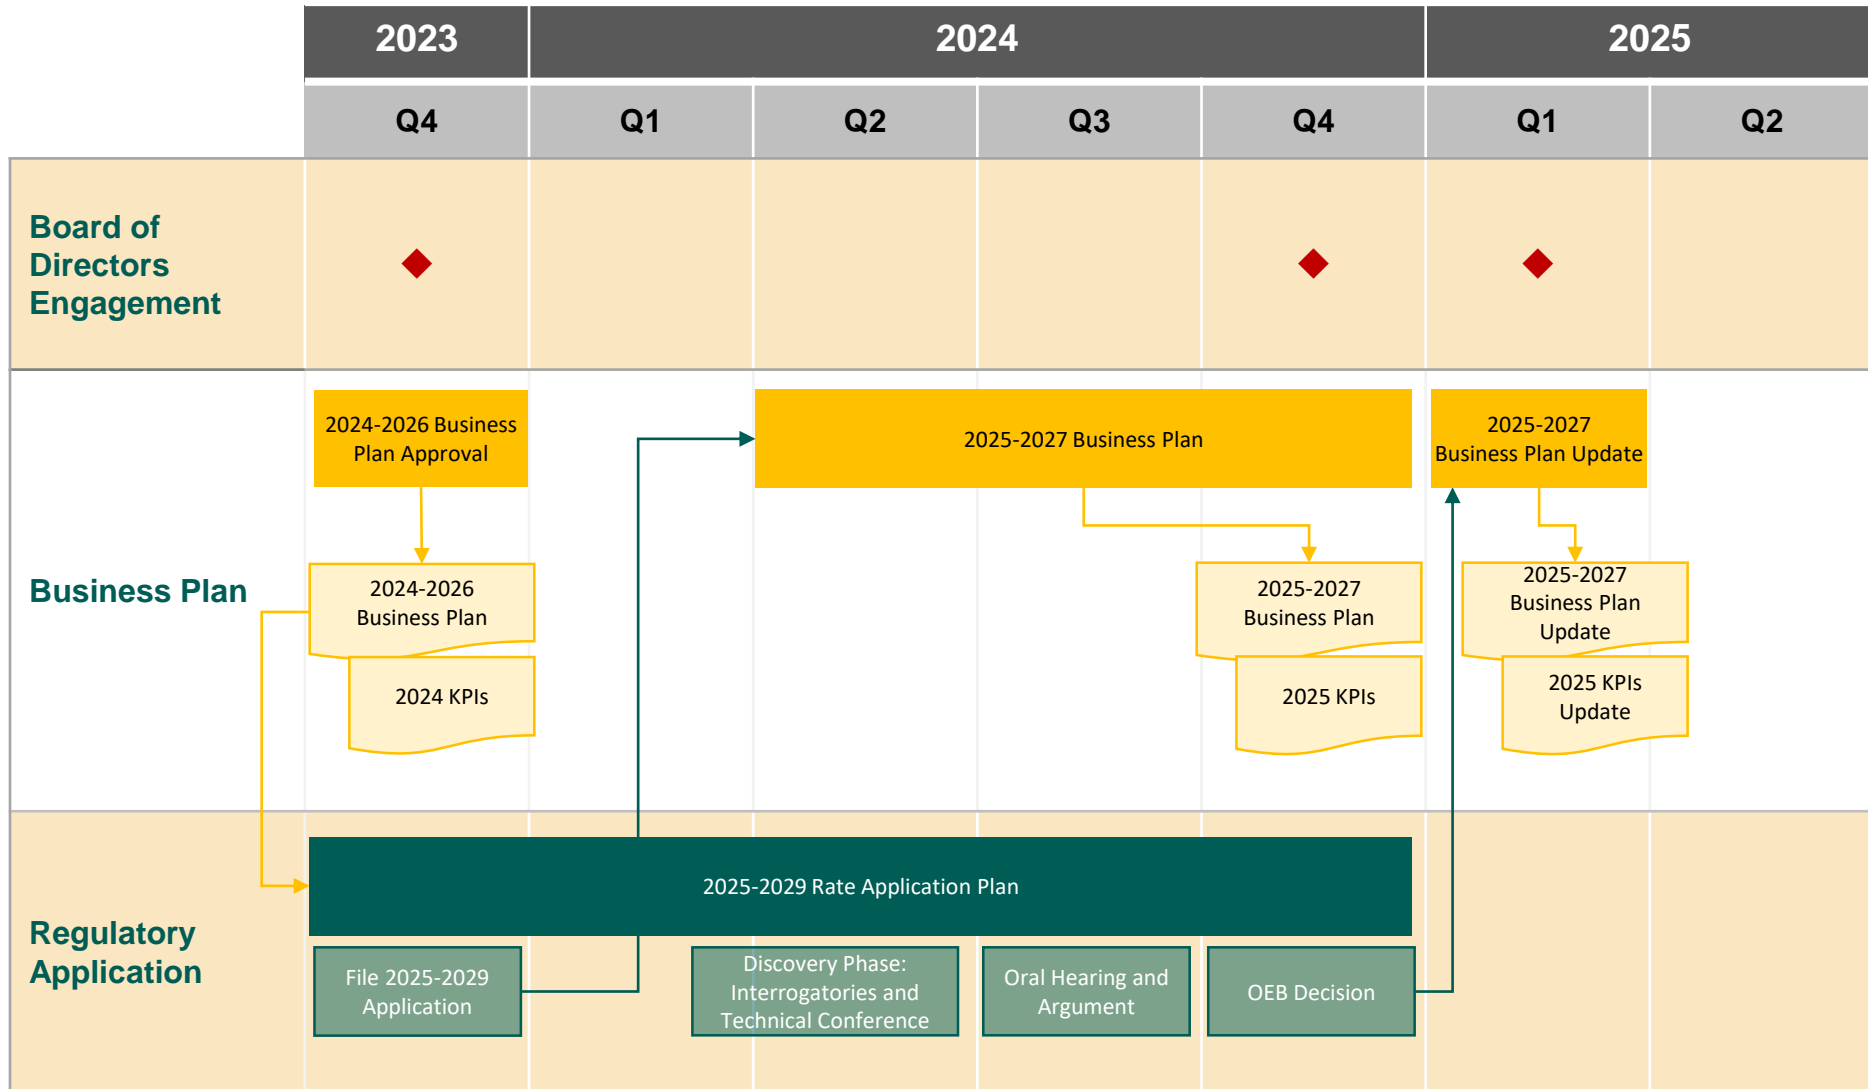 2023
2024
2025
Q4
Q1
Q2
Q3
Q4
Q1
Q2
Board of
Directors
Engagement
Business Plan
2024-2026 Business
Plan Approval
2025-2027 Business Plan
2025-2027
Business Plan Update
2024-2026
Business Plan
2024 KPIs
2025-2027
Business Plan
2025 KPIs
2025-2027
Business Plan
Update
2025 KPIs
Update
Regulatory
Application
2025-2029 Rate Application Plan
File 2025-2029
Application
Discovery Phase:
Interrogatories and
Technical Conference
Oral Hearing and
Argument
OEB Decision